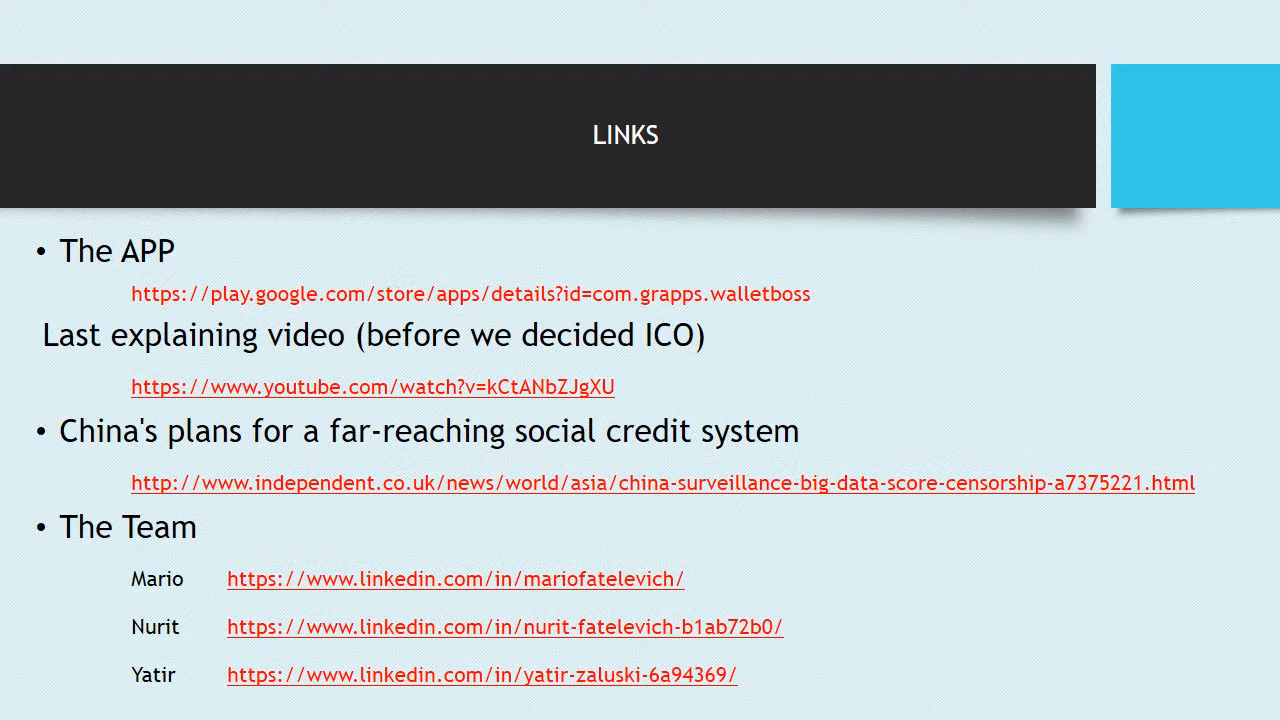 LINKS
• The APP
https://play.google.com/store/apps/details?id=com.grapps.walletboss
Last explaining video (before we decided ICO)
https://www.youtube.com/watch?v=kCtANbZJgXU
• China's plans for a far-reaching social credit system
http://www.independent.co.uk/news/world/asia/china-surveillance-big-data-score-censorship-a7375221.html
• The Team
Mario https://www.linkedin.com/in/mariofatelevich/
Nurit https://www.linkedin.com/in/nurit-fatelevich-b1ab72b0/
Yatir https://www.linkedin.com/in/yatir-zaluski-6a94369/